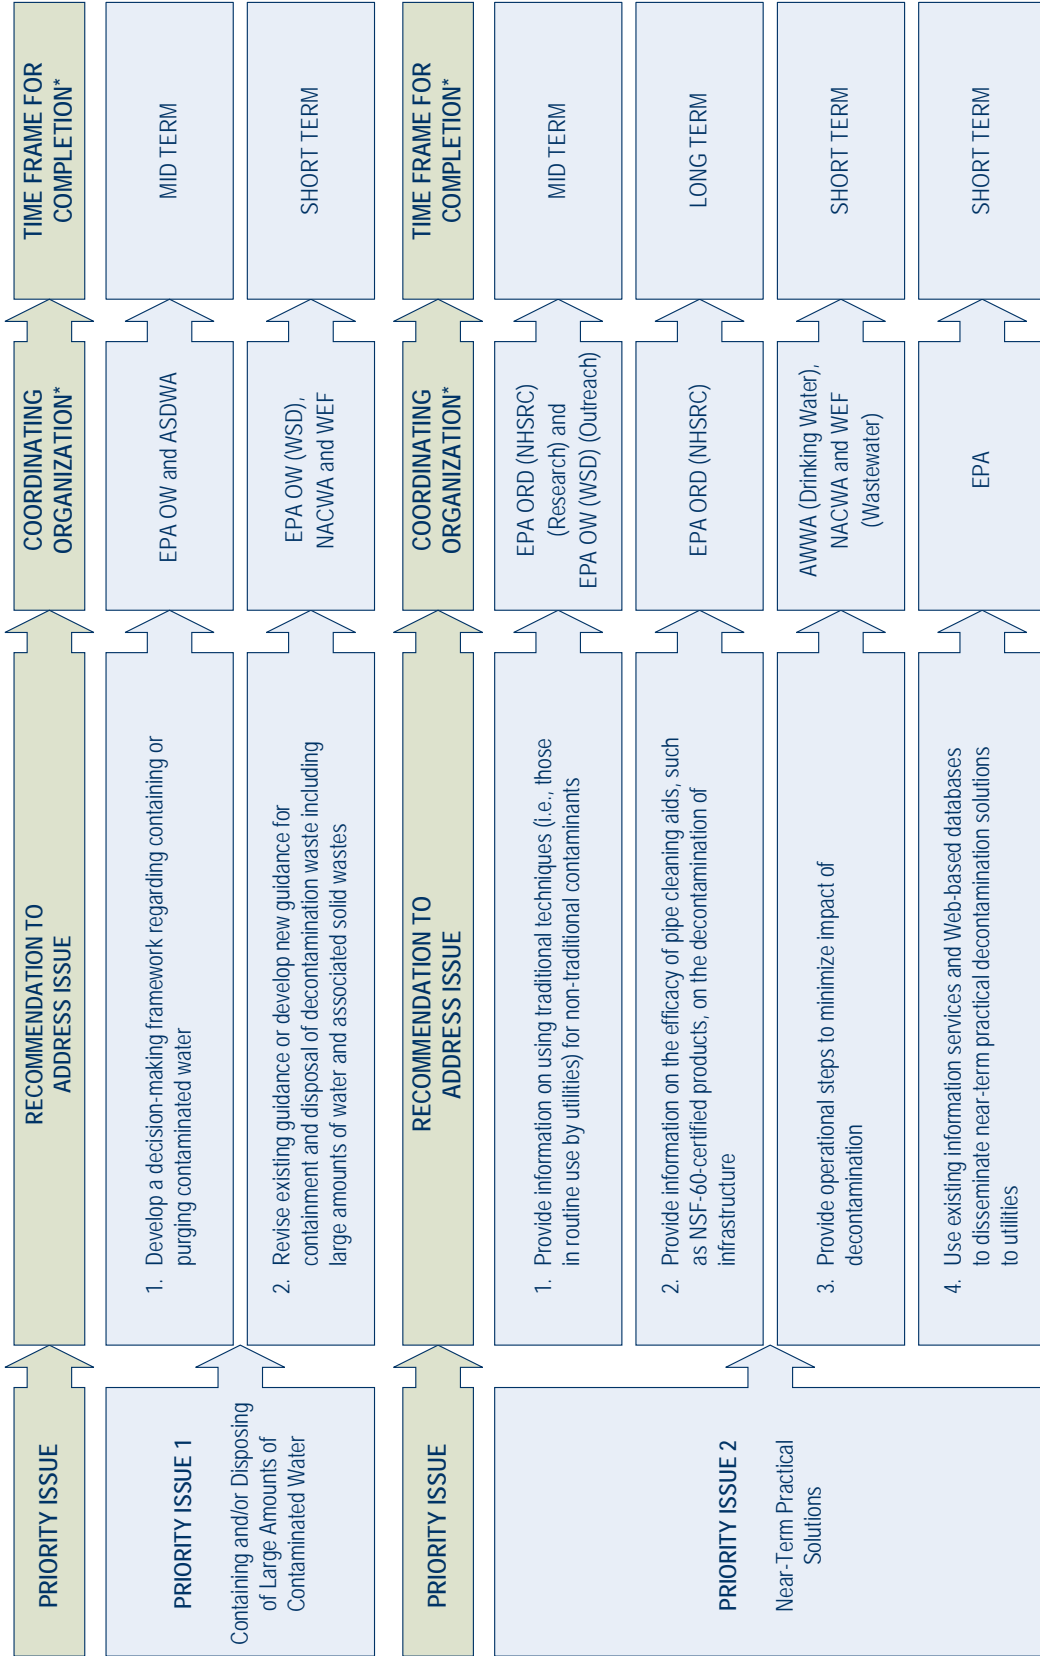 PRIORITY ISSUE
RECOMMENDATION TO
ADDRESS ISSUE
COORDINATING
ORGANIZATION*
TIME FRAME FOR
COMPLETION*
PRIORITY ISSUE 1
Containing and/or Disposing
of Large Amounts of
Contaminated Water
1. Develop a decision-making framework regarding containing or
purging contaminated water
EPA OW and ASDWA
MID TERM
2. Revise existing guidance or develop new guidance for
containment and disposal of decontamination waste including
large amounts of water and associated solid wastes
EPA OW (WSD),
NACWA and WEF
SHORT TERM
PRIORITY ISSUE
RECOMMENDATION TO
ADDRESS ISSUE
COORDINATING
ORGANIZATION*
TIME FRAME FOR
COMPLETION*
PRIORITY ISSUE 2
Near-Term Practical
Solutions
1. Provide information on using traditional techniques (i.e., those
in routine use by utilities) for non-traditional contaminants
EPA ORD (NHSRC)
(Research) and
EPA OW (WSD) (Outreach)
MID TERM
2. Provide information on the efficacy of pipe cleaning aids, such
as NSF-60-certified products, on the decontamination of
infrastructure
EPA ORD (NHSRC)
LONG TERM
3. Provide operational steps to minimize impact of
decontamination
AWWA (Drinking Water),
NACWA and WEF
(Wastewater)
SHORT TERM
4. Use existing information services and Web-based databases
to disseminate near-term practical decontamination solutions
to utilities
EPA
SHORT TERM